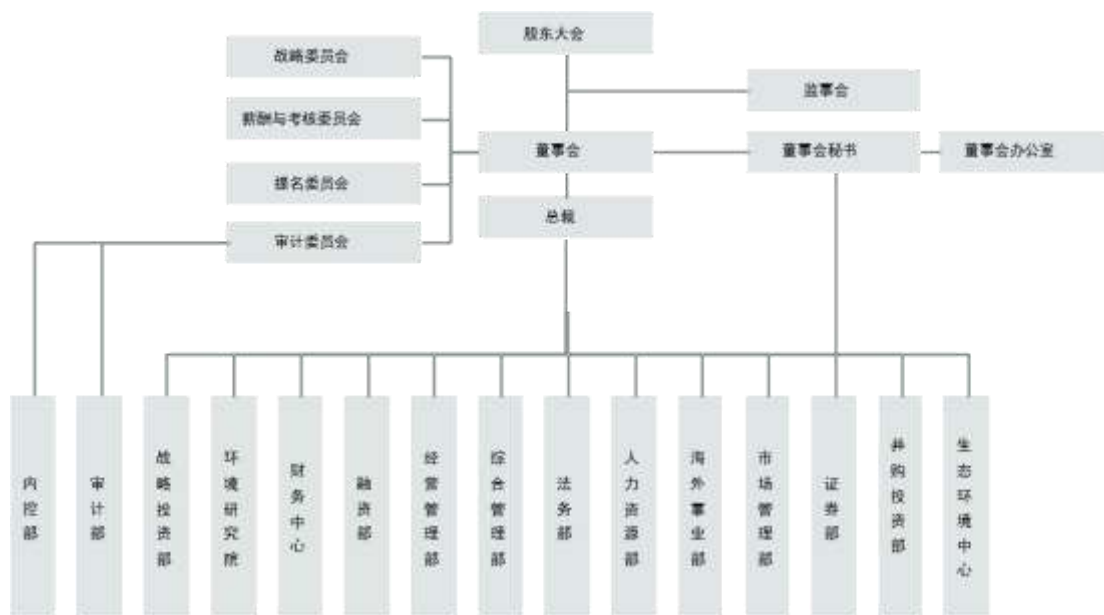 股东大会
战略委员会
监事会
薪酬与考核委员会
董事会
董事会秘书
董事会办公室
提名委员会
总裁
审计委员会
内控部
审计部
战略投资部
环境研究院
财务中心
融资部
经营管理部
综合管理部
法务部
人力资源部
海外事业部
市场管理部
证券部
并购投资部
生态环境中心